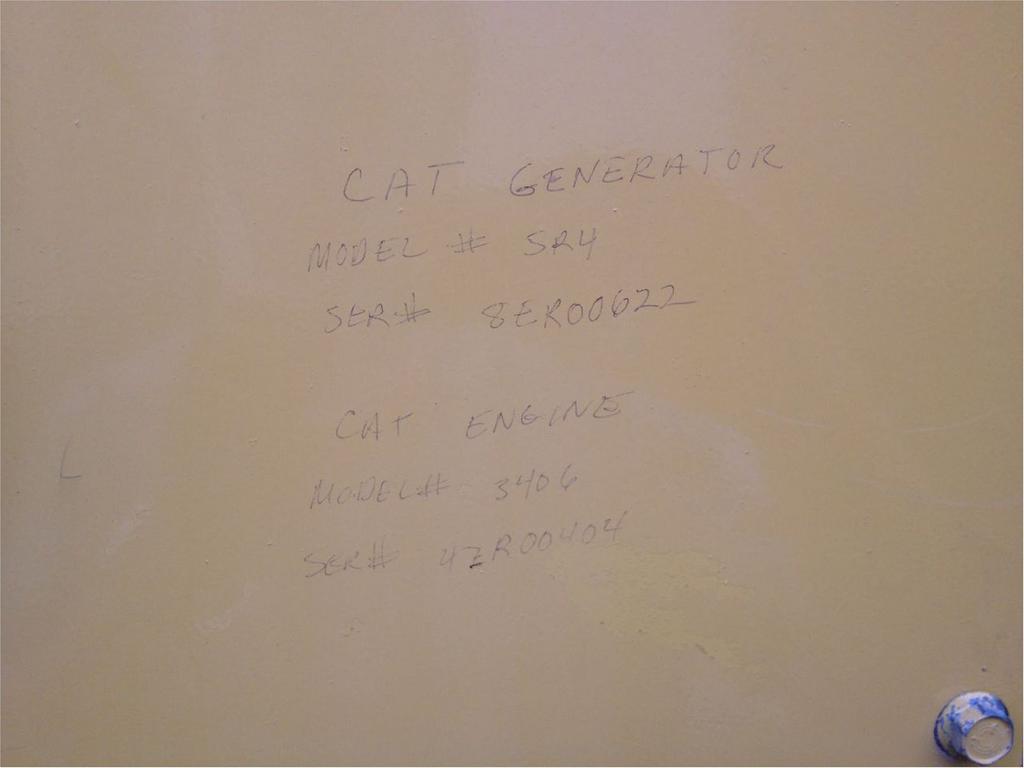 CAT GENERATOR
MODEL # SR4
SER# 8ER00622
CAT ENGINE
MODEL# 3406
SER# 4ZR00404